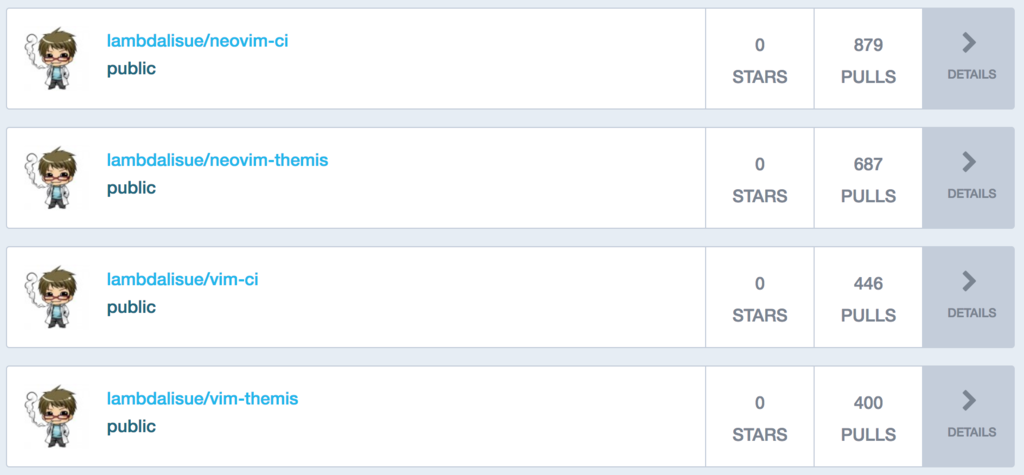 lambdalisue/neovim-ci
public
0
STARS
879
PULLS
DETAILS
lambdalisue/neovim-themis
public
0
STARS
687
PULLS
DETAILS
lambdalisue/vim-ci
public
0
STARS
446
PULLS
DETAILS
lambdalisue/vim-themis
public
0
STARS
400
PULLS
DETAILS